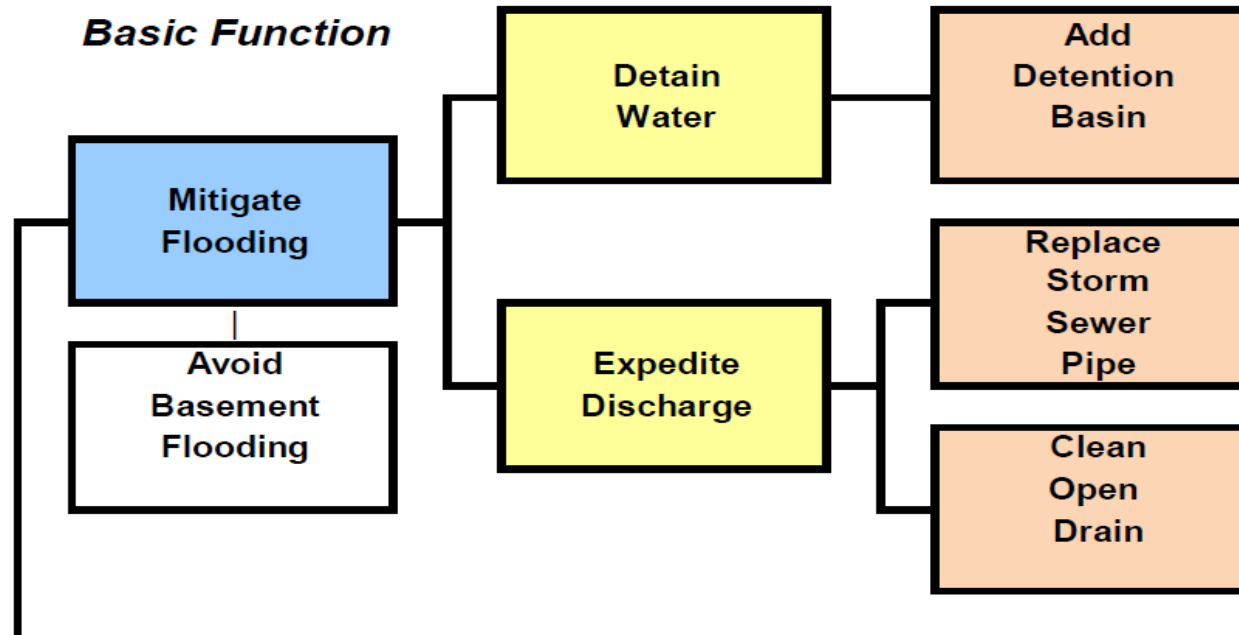 Basic Function
Detain
Water
Add
Detention
Basin
Mitigate
Flooding
Avoid
Basement
Flooding
Expedite
Discharge
Replace
Storm
Sewer
Pipe
Clean
Open
Drain